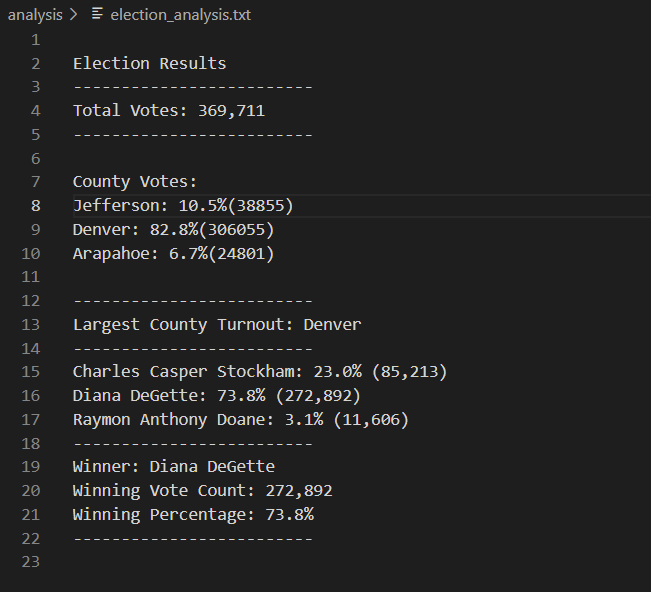 analysis > election_analysis.txt
1
2 Election Results
3 -------------------------
4 Total Votes: 369,711
5 -------------------------
6
7 County Votes:
8 Jefferson: 10.5%(38855)
9 Denver: 82.8%(306055)
10 Arapahoe: 6.7%(24801)
11
12 -------------------------
13 Largest County Turnout: Denver
14 -------------------------
15 Charles Casper Stockham: 23.0% (85,213)
16 Diana DeGette: 73.8% (272,892)
17 Raymon Anthony Doane: 3.1% (11,606)
18 -------------------------
19 Winner: Diana DeGette
20 Winning Vote Count: 272,892
21 Winning Percentage: 73.8%
22 -------------------------
23